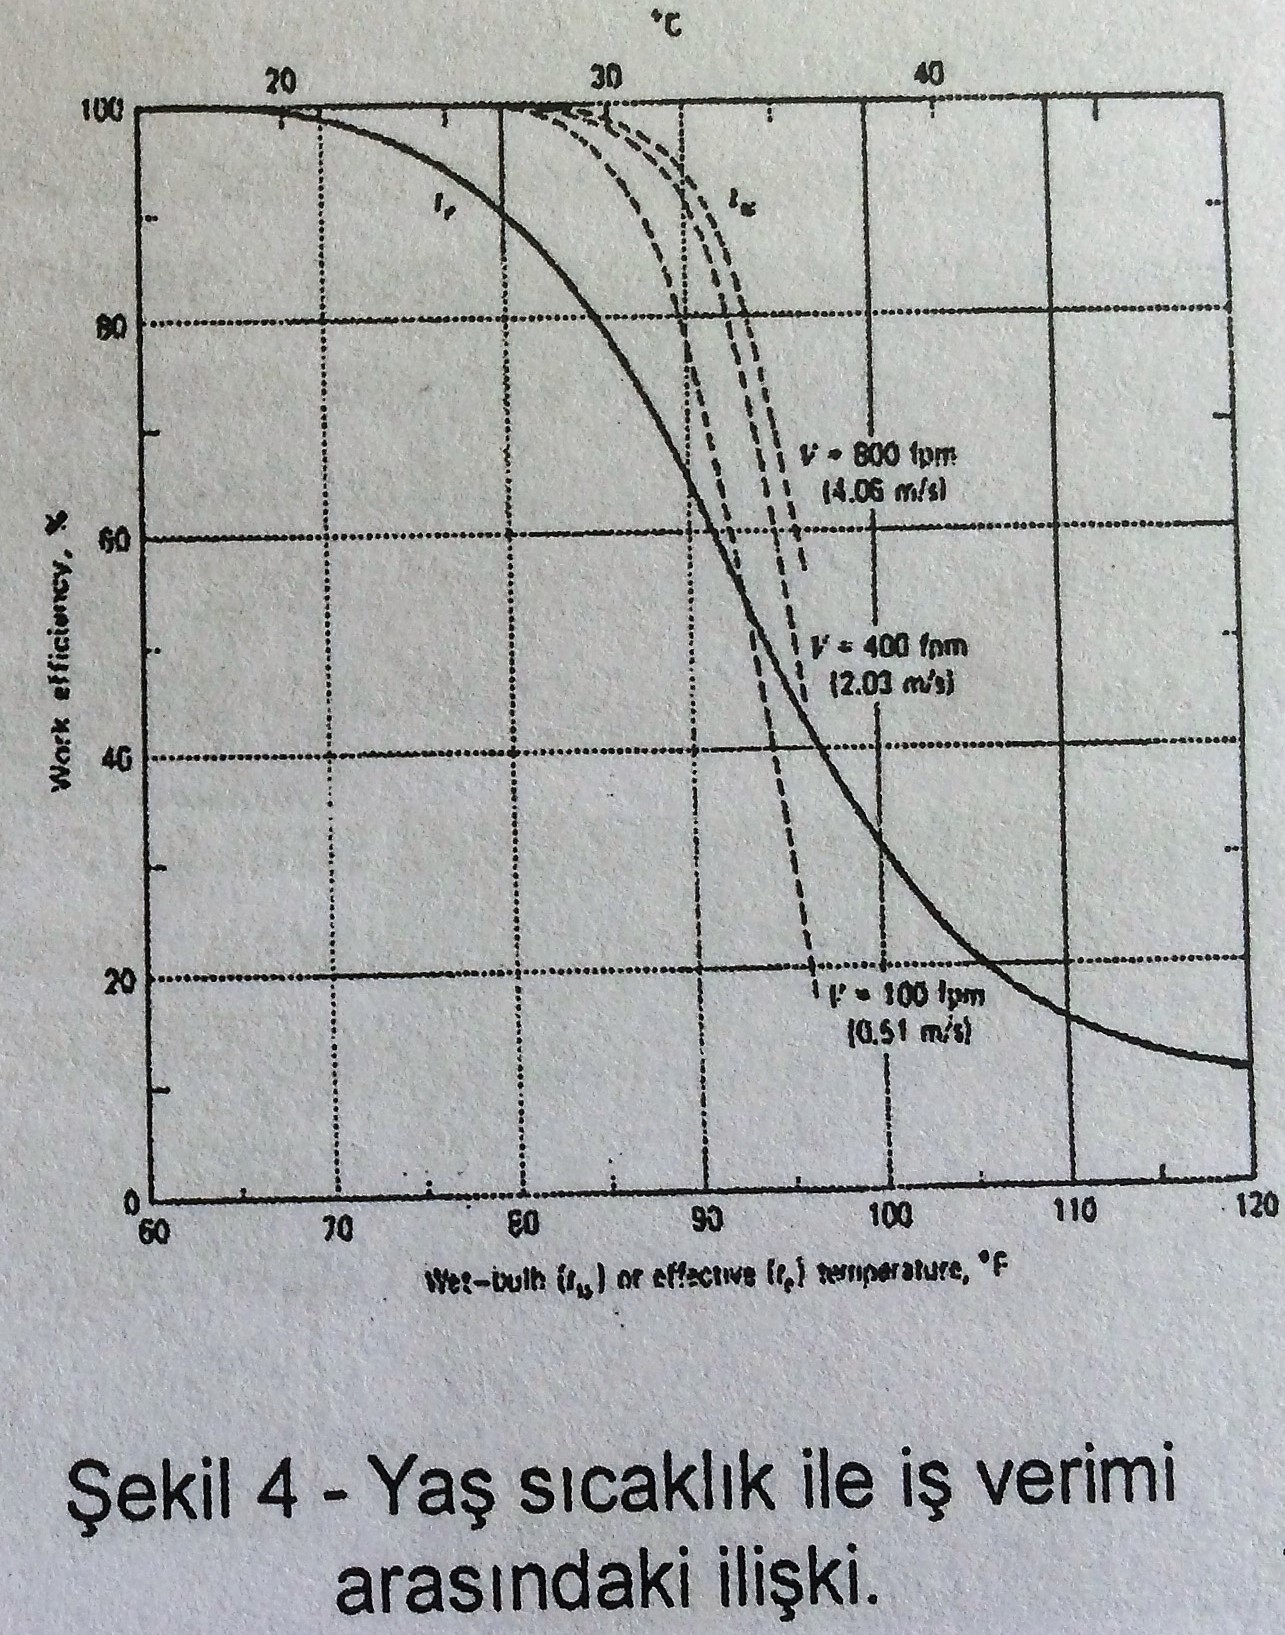 °C
20 30 40
100
80
60
40
20
0
t_e
t_w
V = 800 fpm
(4.06 m/s)
V = 400 fpm
(2.03 m/s)
V = 100 fpm
(0.51 m/s)
Work efficiency, %
60 70 80 90 100 110 120
Wet-bulb (t_w) or effective (t_e) temperature, °F
Şekil 4 - Yaş sıcaklık ile iş verimi
arasındaki ilişki.